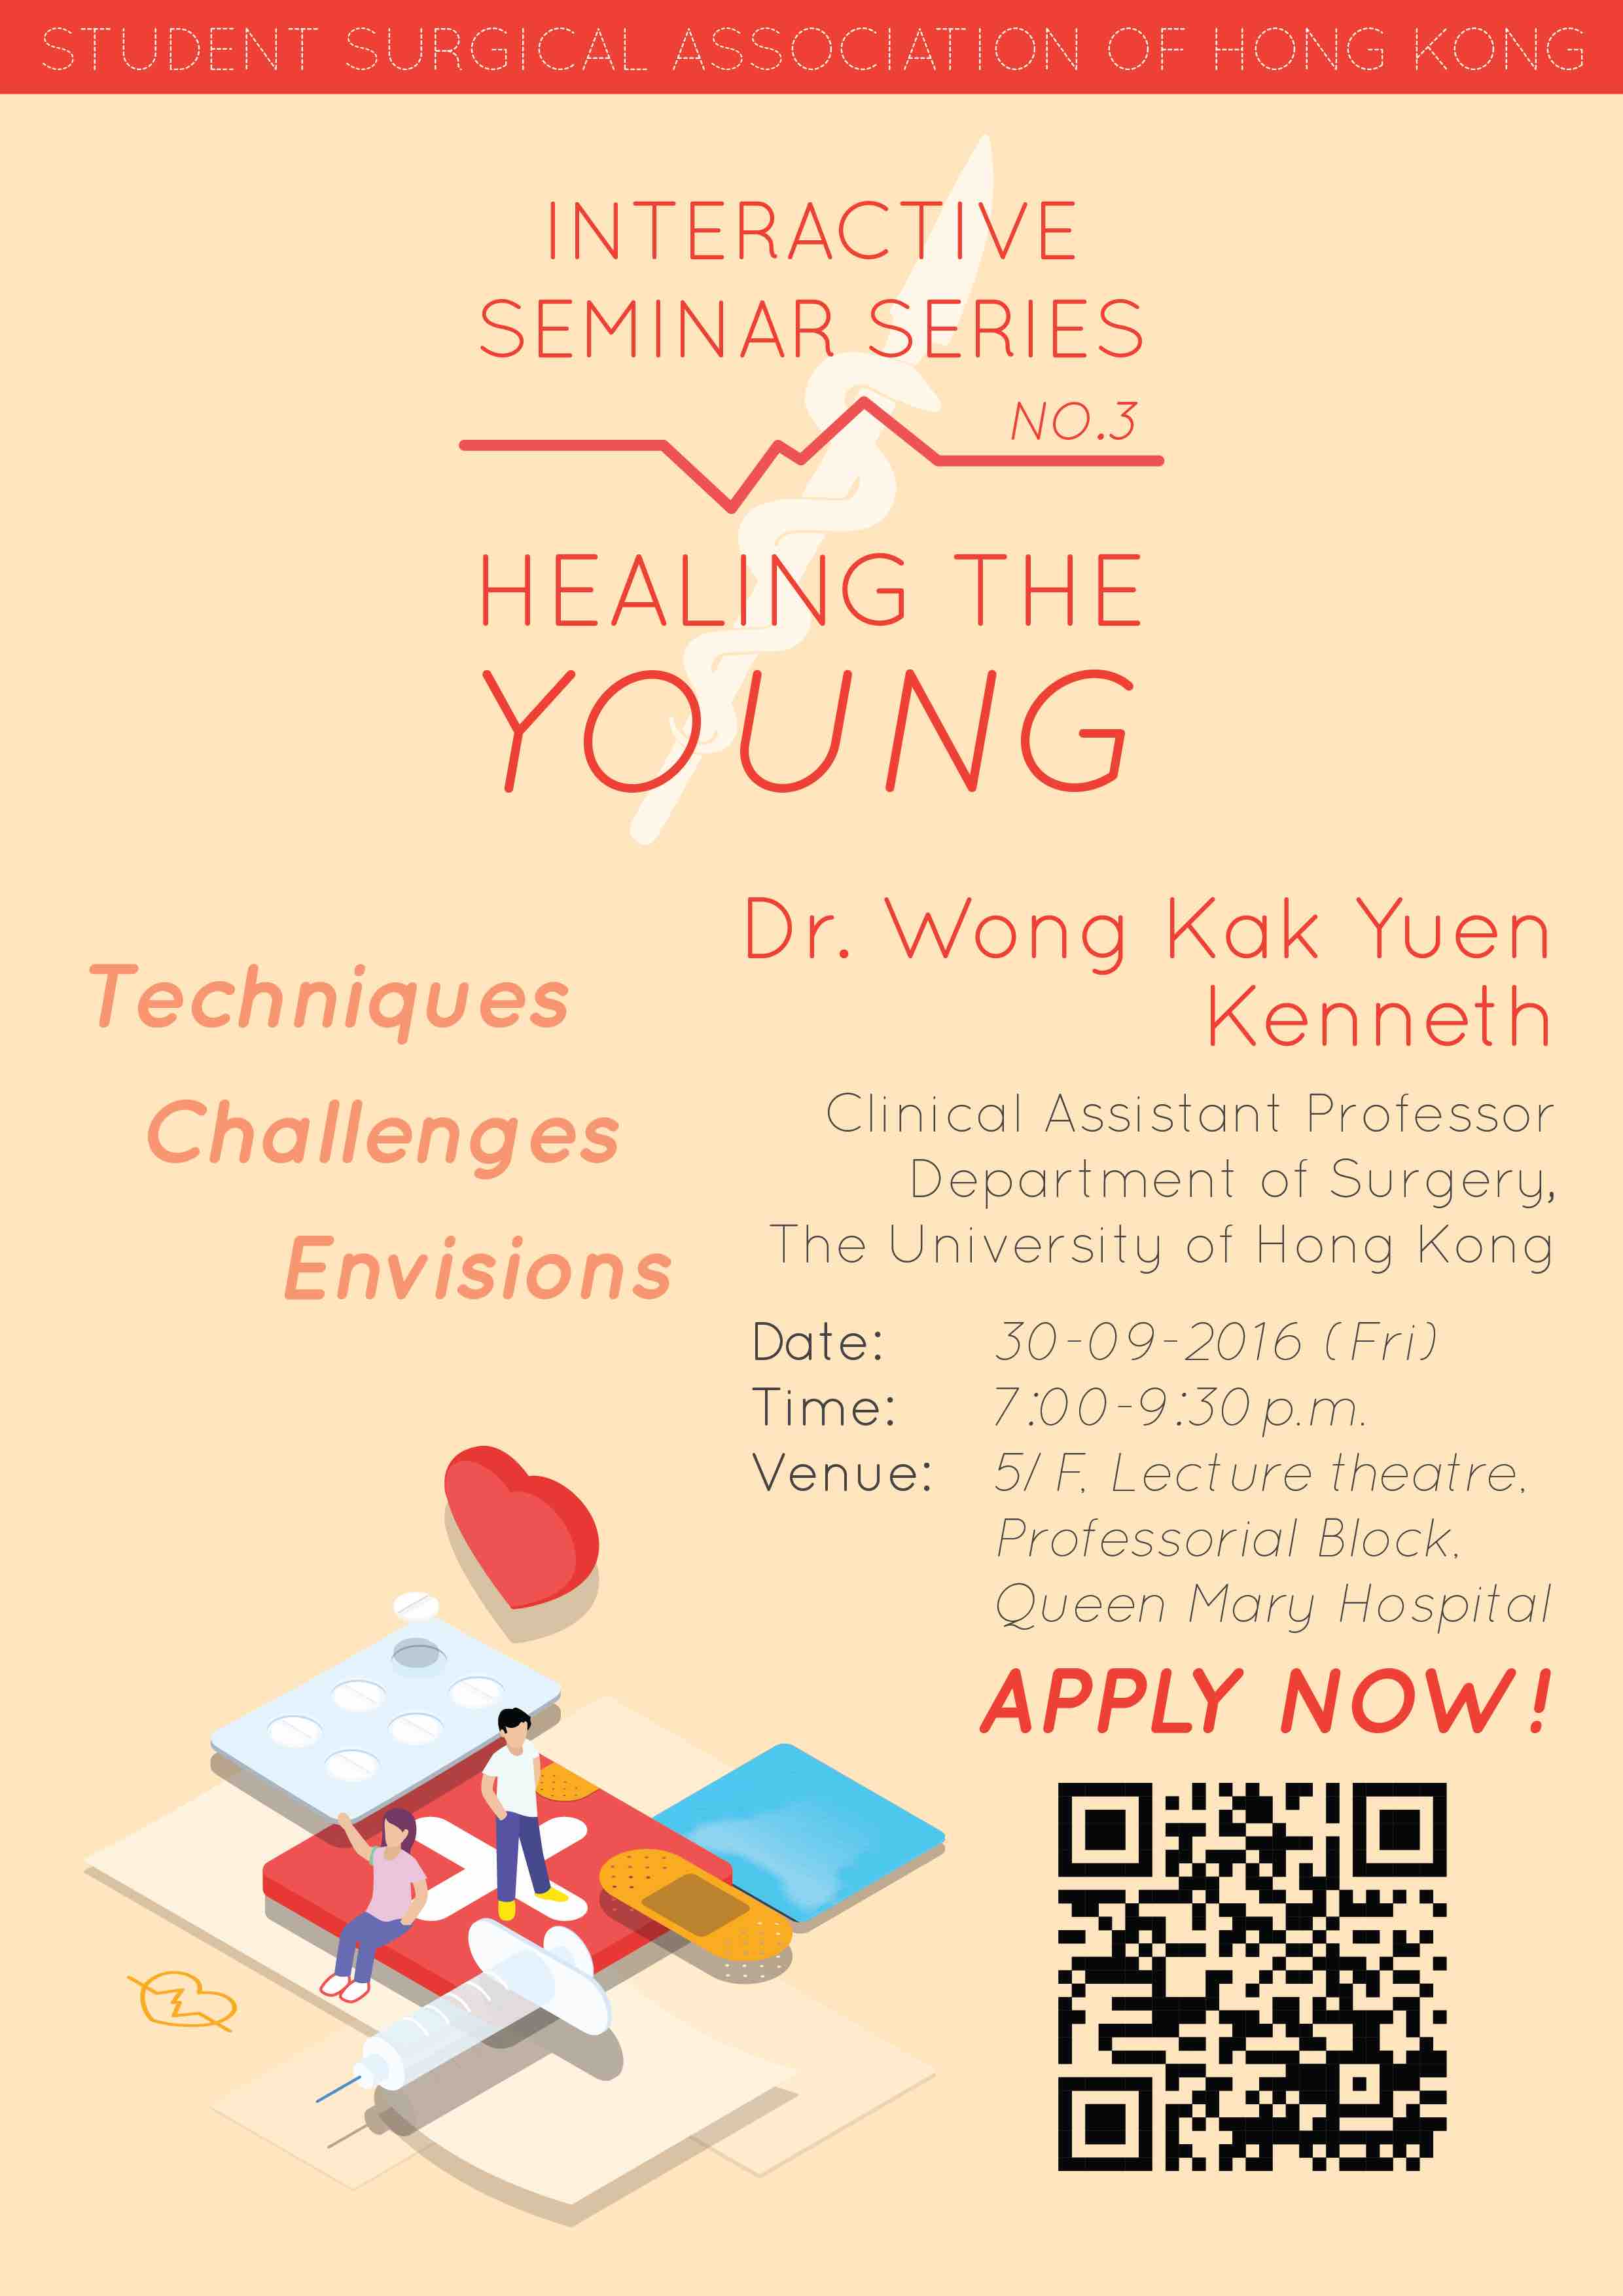 STUDENT SURGICAL ASSOCIATION OF HONG KONG
INTERACTIVE
SEMINAR SERIES
NO.3
HEALING THE
YOUNG
Techniques
Challenges
Envisions
Dr. Wong Kak Yuen
Kenneth
Clinical Assistant Professor
Department of Surgery,
The University of Hong Kong
Date: 30-09-2016 (Fri)
Time: 7:00-9:30 p.m.
Venue: 5/F, Lecture theatre,
Professorial Block,
Queen Mary Hospital
APPLY NOW!